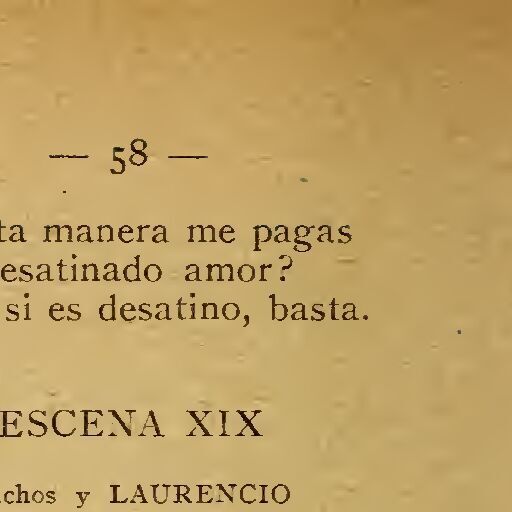 — 58 —
ta manera me pagas
esatinado amor?
si es desatino, basta.
ESCENA XIX
chos y LAURENCIO